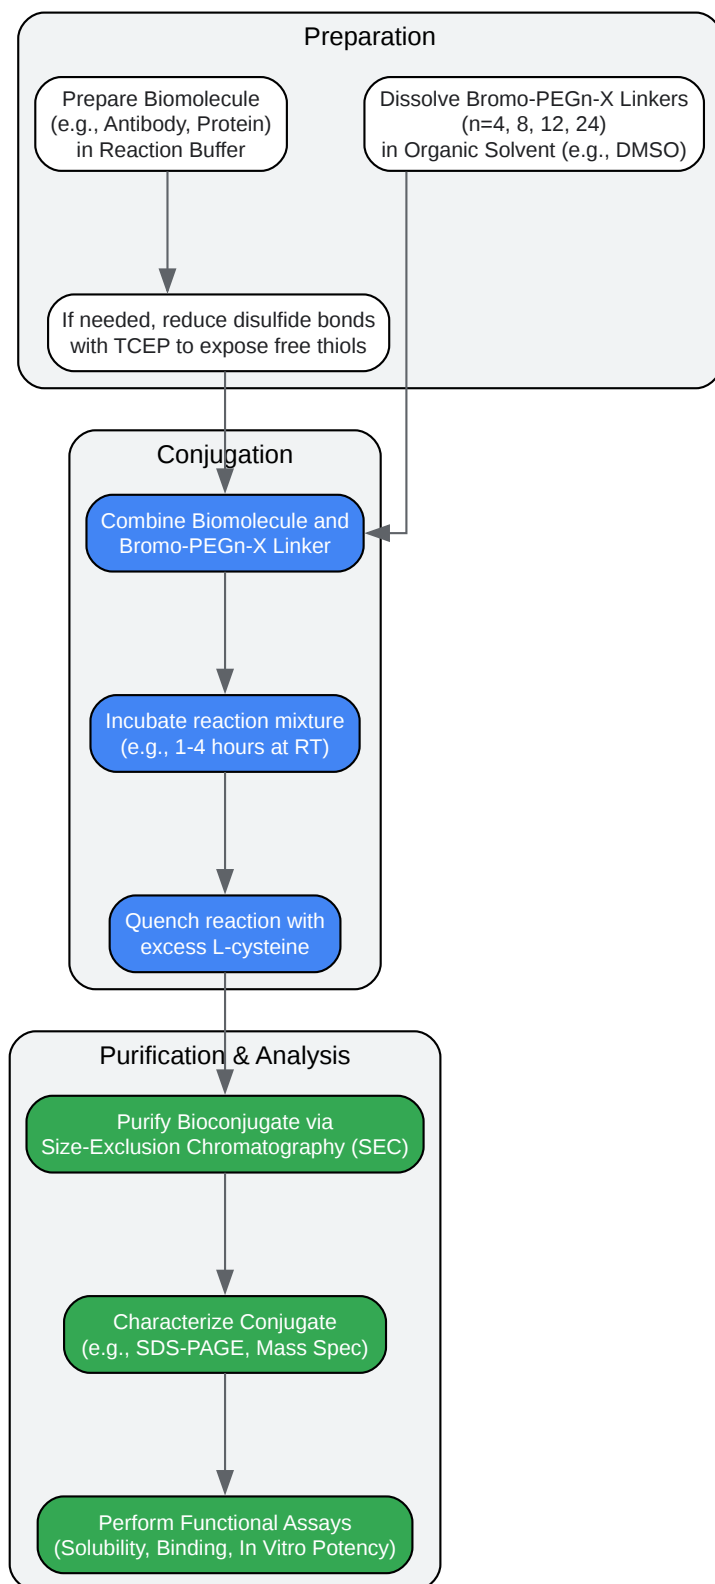 Preparation
Prepare Biomolecule
(e.g., Antibody, Protein)
in Reaction Buffer
Dissolve Bromo-PEGn-X Linkers
(n=4, 8, 12, 24)
in Organic Solvent (e.g., DMSO)
If needed, reduce disulfide bonds
with TCEP to expose free thiols
Conjugation
Combine Biomolecule and
Bromo-PEGn-X Linker
Incubate reaction mixture
(e.g., 1-4 hours at RT)
Quench reaction with
excess L-cysteine
Purification & Analysis
Purify Bioconjugate via
Size-Exclusion Chromatography (SEC)
Characterize Conjugate
(e.g., SDS-PAGE, Mass Spec)
Perform Functional Assays
(Solubility, Binding, In Vitro Potency)